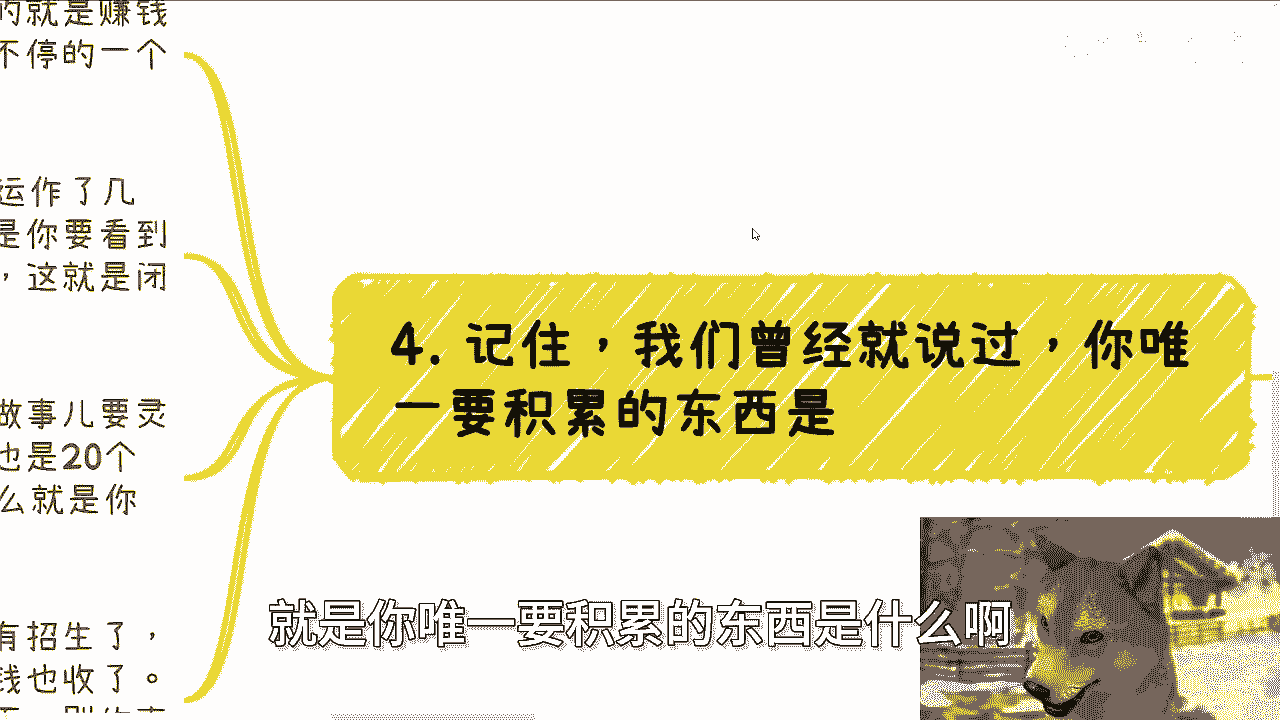 的就是赚钱
不停的一个
运作了几
是你要看到
，这就是闭
做事儿要灵
也是20个
么就是你
有招生了，
钱也收了。
4. 记住，我们曾经就说过，你唯
一要积累的东西是
就是你唯一要积累的东西是什么啊